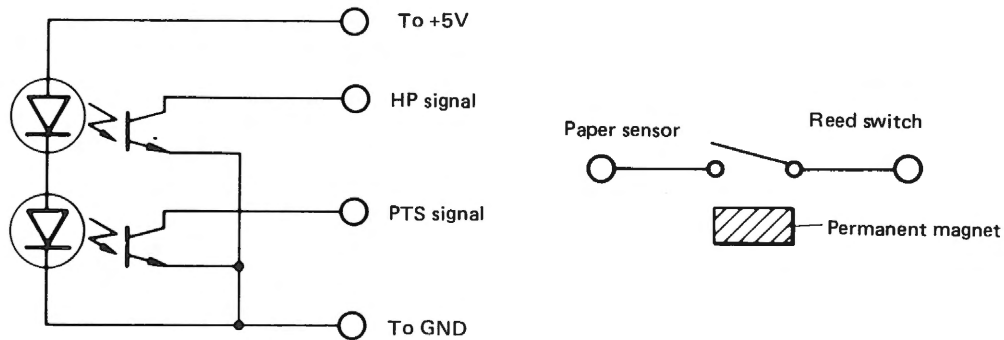 To +5V
HP signal
PTS signal
To GND
Paper sensor
Reed switch
Permanent magnet